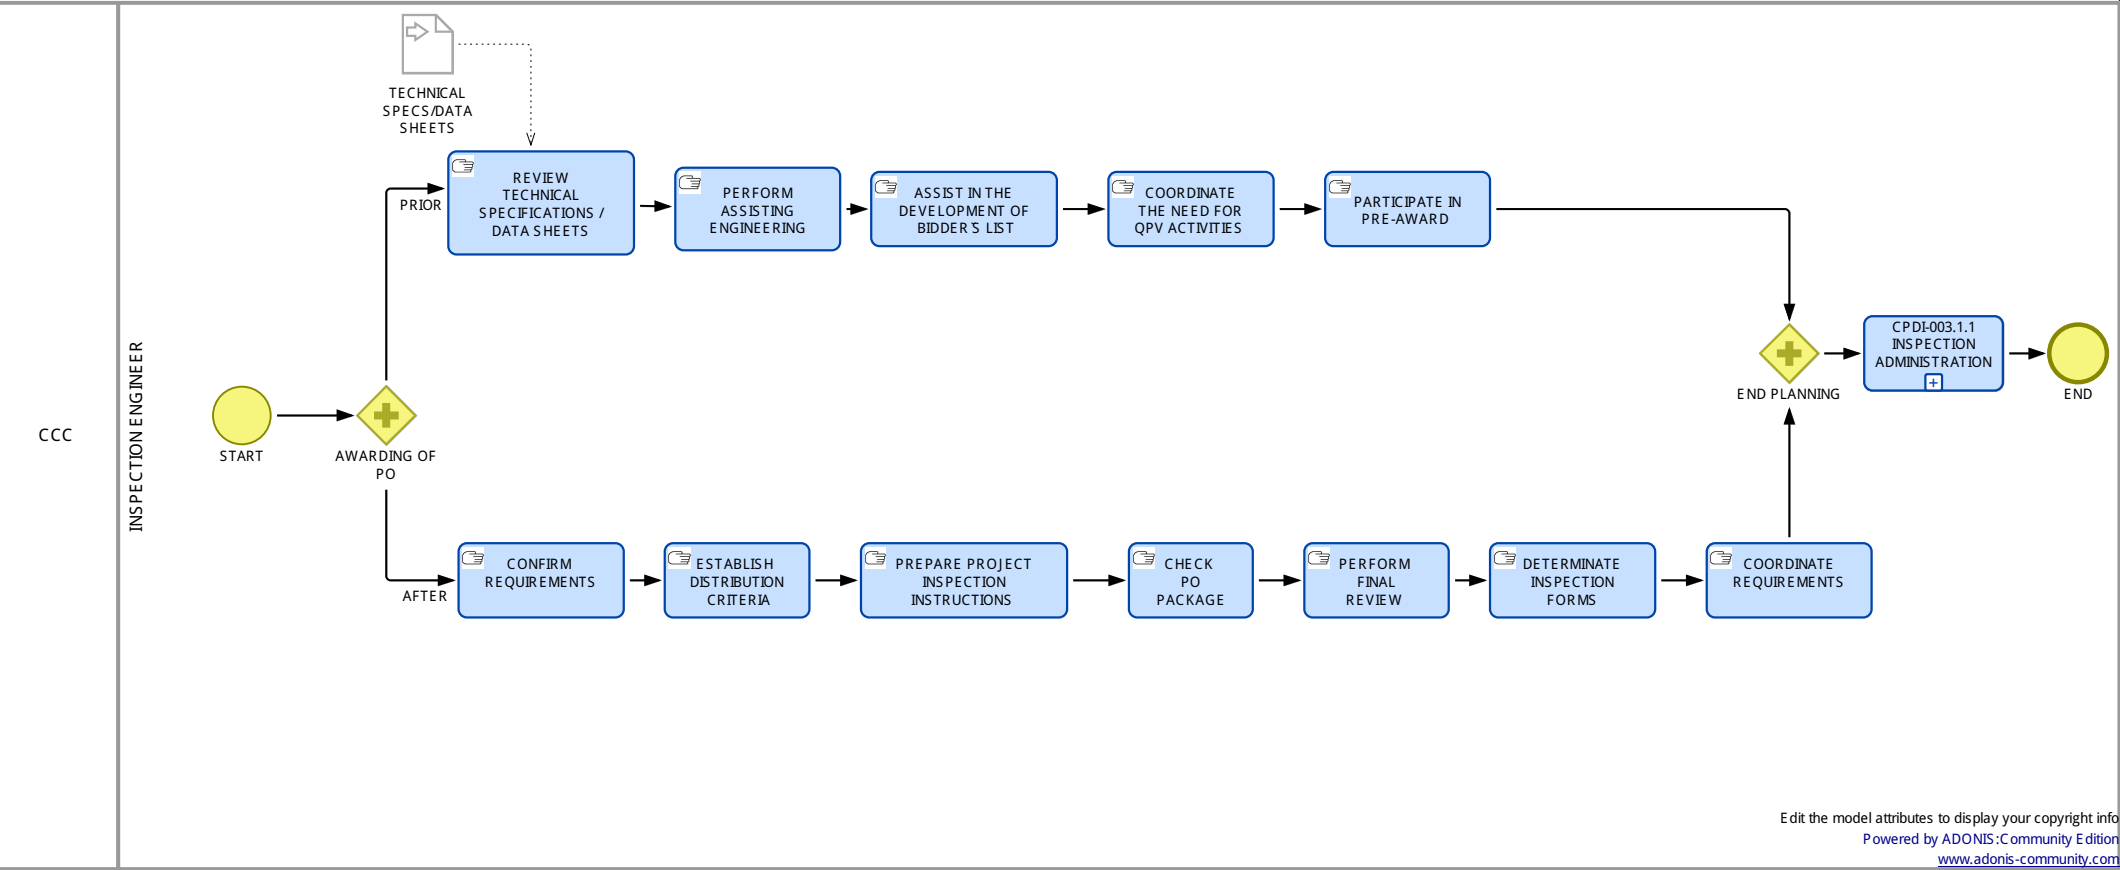 CCC
INSPECTION ENGINEER
TECHNICAL
SPECS/DATA
SHEETS
START
AWARDING OF
PO
PRIOR
REVIEW
TECHNICAL
SPECIFICATIONS /
DATA SHEETS
PERFORM
ASSISTING
ENGINEERING
ASSIST IN THE
DEVELOPMENT OF
BIDDER´S LIST
COORDINATE
THE NEED FOR
QPV ACTIVITIES
PARTICIPATE IN
PRE-AWARD
AFTER
CONFIRM
REQUIREMENTS
ESTABLISH
DISTRIBUTION
CRITERIA
PREPARE PROJECT
INSPECTION
INSTRUCTIONS
CHECK
PO
PACKAGE
PERFORM
FINAL
REVIEW
DETERMINATE
INSPECTION
FORMS
COORDINATE
REQUIREMENTS
END PLANNING
CPDI-003.1.1
INSPECTION
ADMINISTRATION
END
Edit the model attributes to display your copyright info
Powered by ADONIS:Community Edition
www.adonis-community.com